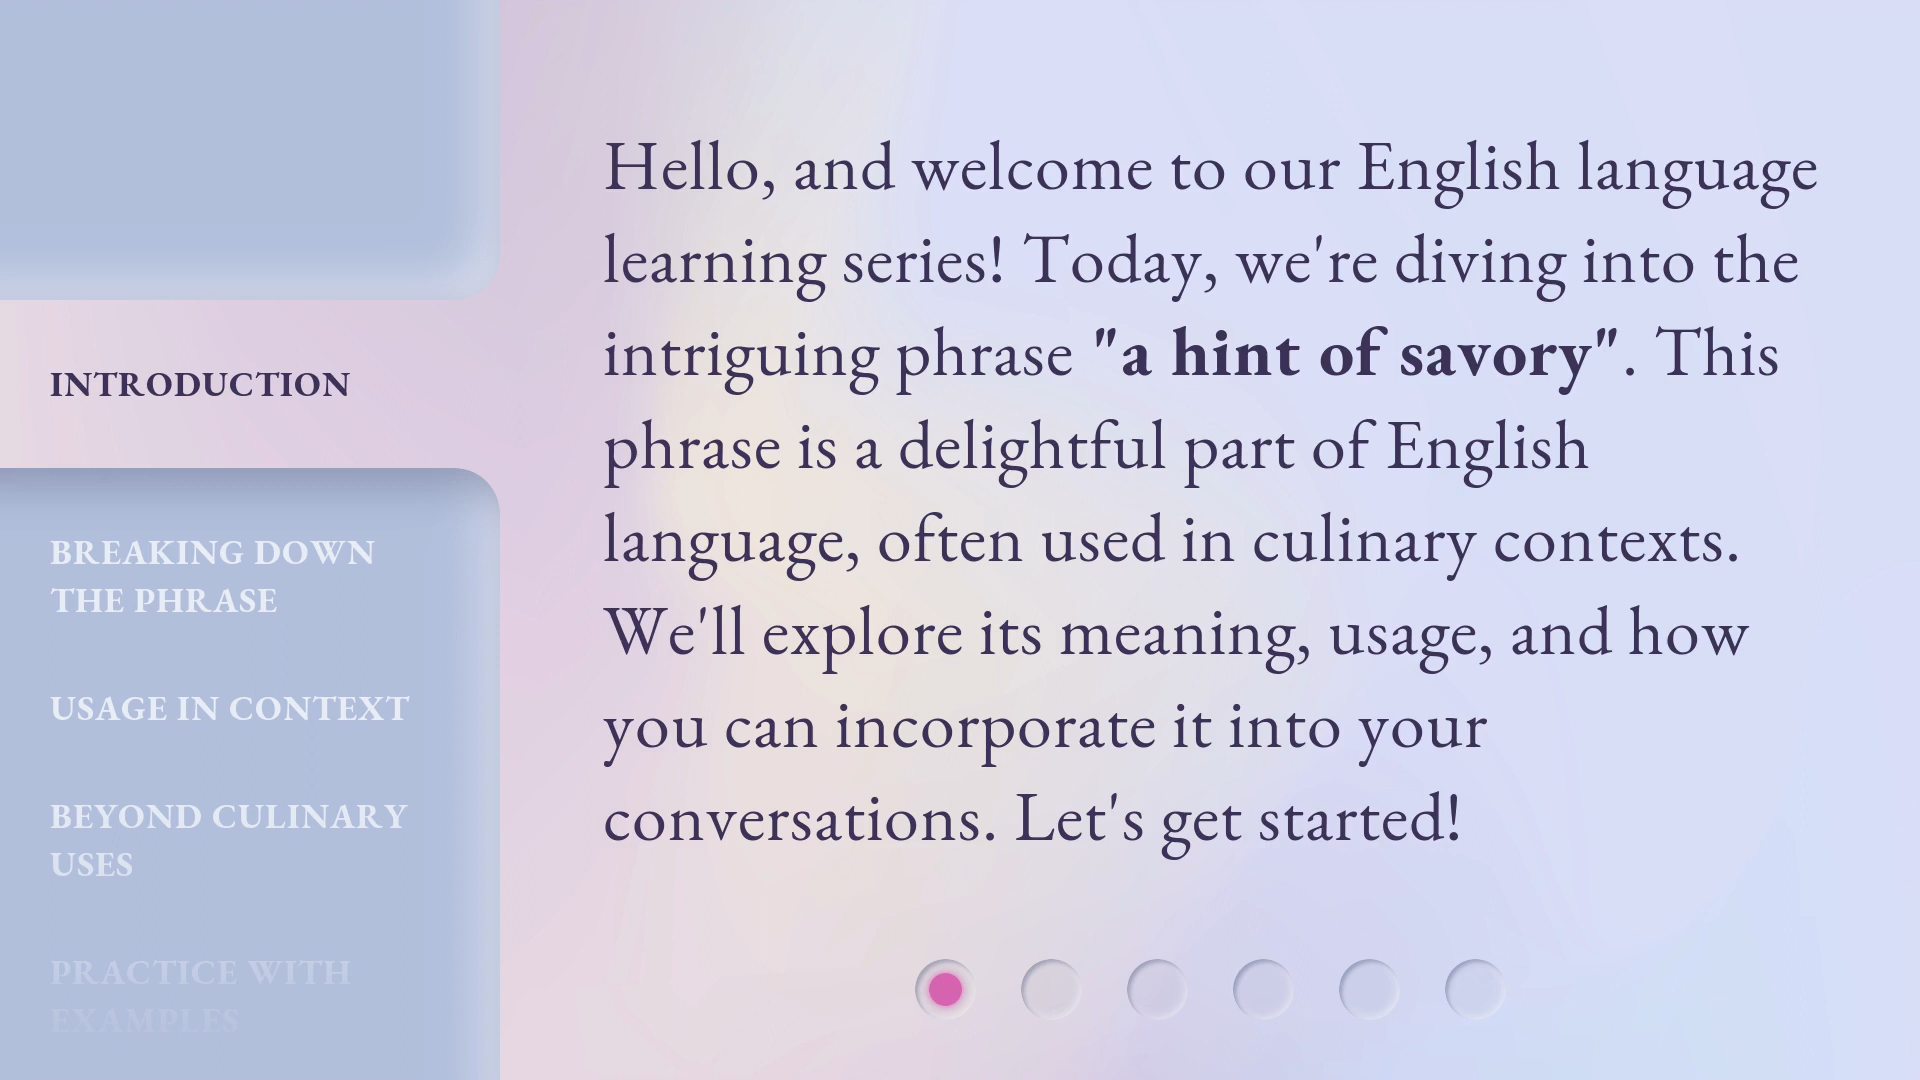 INTRODUCTION
BREAKING DOWN
THE PHRASE
USAGE IN CONTEXT
BEYOND CULINARY
USES
PRACTICE WITH
EXAMPLES
Hello, and welcome to our English language
learning series! Today, we're diving into the
intriguing phrase "a hint of savory". This
phrase is a delightful part of English
language, often used in culinary contexts.
We'll explore its meaning, usage, and how
you can incorporate it into your
conversations. Let's get started!